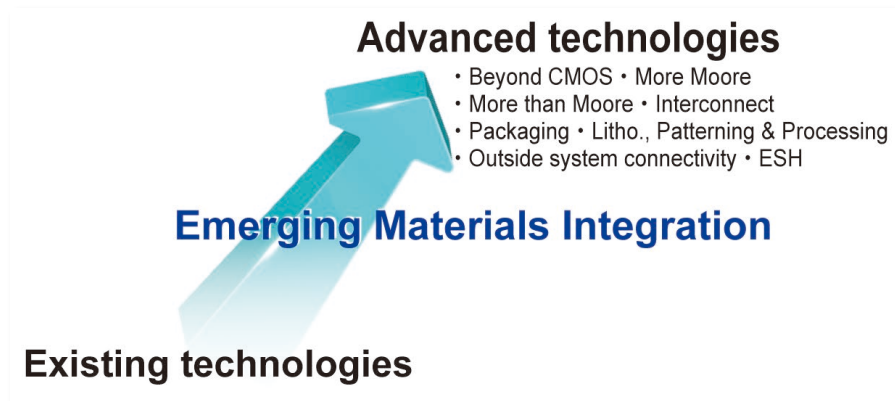 Advanced technologies
・Beyond CMOS・More Moore
・More than Moore・Interconnect
・Packaging・Litho., Patterning & Processing
・Outside system connectivity・ESH
Emerging Materials Integration
Existing technologies